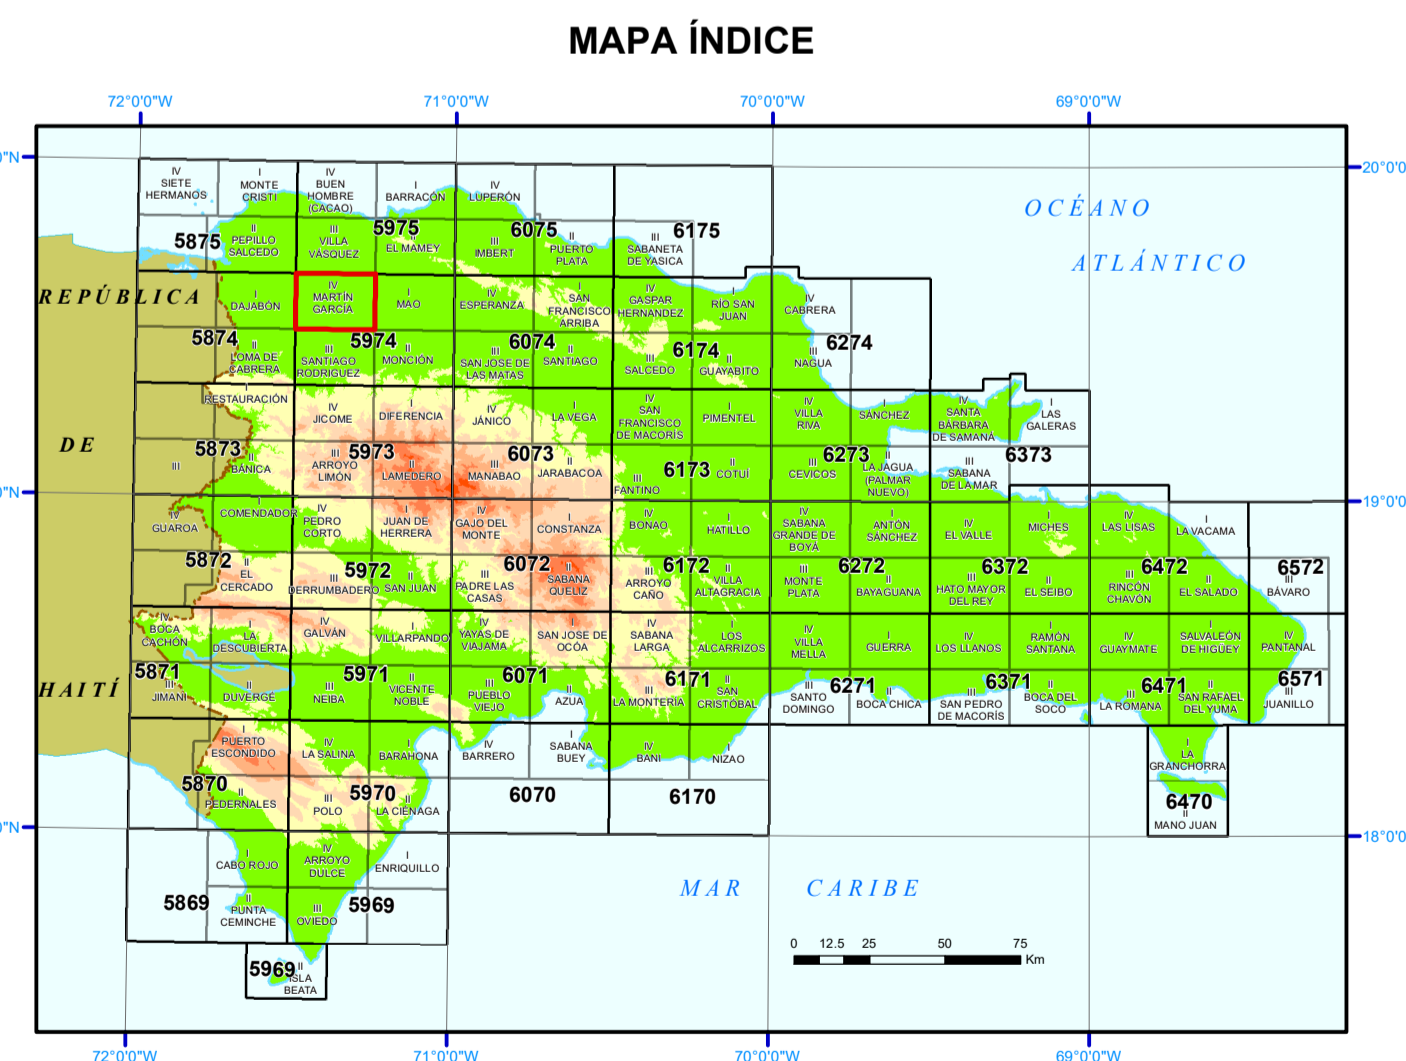 MAPA ÍNDICE
72°0'0"W
71°0'0"W
70°0'0"W
69°0'0"W
0"N
20°0'0
OCÉANO
ATLÁNTICO
IV
SIETE
HERMANOS
I
MONTE
CRISTI
IV
BUEN
HOMBRE
(CACAO)
I
BARRACÓN
IV
LUPERÓN
5875
II
PEPILLO
SALCEDO
III
VILLA
VÁSQUEZ
5975
II
EL MAMEY
III
IMBERT
6075
II
PUERTO
PLATA
III
SABANETA
DE YASICA
6175
REPÚBLICA
I
DAJABÓN
IV
MARTÍN
GARCÍA
I
MAO
IV
ESPERANZA
I
SAN
FRANCISCO
ARRIBA
IV
GASPAR
HERNANDEZ
I
RÍO SAN
JUAN
IV
CABRERA
5874
II
LOMA DE
CABRERA
III
SANTIAGO
RODRIGUEZ
5974
II
MONCIÓN
III
SAN JOSE DE
LAS MATAS
6074
II
SANTIAGO
III
SALCEDO
6174
II
GUAYABITO
III
NAGUA
6274
I
RESTAURACIÓN
IV
JICOME
I
DIFERENCIA
IV
JÁNICO
I
LA VEGA
IV
SAN
FRANCISCO
DE MACORÍS
I
PIMENTEL
IV
VILLA
RIVA
I
SÁNCHEZ
IV
SANTA
BÁRBARA
DE SAMANÁ
I
LAS
GALERAS
DE
III
5873
II
BÁNICA
III
ARROYO
LIMÓN
5973
II
LAMEDERO
III
MANABAO
6073
II
JARABACOA
III
FANTINO
6173
II
COTUÍ
III
CEVICOS
6273
II
LA JAGUA
(PALMAR
NUEVO)
III
SABANA
DE LA MAR
6373
0"N
19°0'0
IV
GUAROA
I
COMENDADOR
IV
PEDRO
CORTO
I
JUAN DE
HERRERA
IV
GAJO DEL
MONTE
I
CONSTANZA
IV
BONAO
I
HATILLO
IV
SABANA
GRANDE DE
BOYÁ
I
ANTÓN
SÁNCHEZ
IV
EL VALLE
I
MICHES
IV
LAS LISAS
I
LA VACAMA
5872
II
EL
CERCADO
III
DERRUMBADERO
5972
II
SAN JUAN
III
PADRE LAS
CASAS
6072
II
SABANA
QUELIZ
III
ARROYO
CAÑO
6172
II
VILLA
ALTAGRACIA
III
MONTE
PLATA
6272
II
BAYAGUANA
III
HATO MAYOR
DEL REY
6372
II
EL SEIBO
III
RINCÓN
CHAVÓN
6472
II
EL SALADO
6572
III
BÁVARO
IV
BOCA
CACHÓN
I
LA
DESCUBIERTA
IV
GALVÁN
I
VILLARPANDO
IV
YAYAS DE
VIAJAMA
I
SAN JOSE DE
OCÓA
IV
SABANA
LARGA
I
LOS
ALCARRIZOS
IV
VILLA
MELLA
I
GUERRA
IV
LOS LLANOS
I
RAMÓN
SANTANA
IV
GUAYMATE
I
SALVALEÓN
DE HIGÜEY
IV
PANTANAL
HAITÍ
5871
III
JIMANÍ
II
DUVERGÉ
III
NEIBA
5971
II
VICENTE
NOBLE
III
PUEBLO
VIEJO
6071
II
AZUA
III
LA MONTERÍA
6171
II
SAN
CRISTÓBAL
III
SANTO
DOMINGO
6271
II
BOCA CHICA
III
SAN PEDRO
DE MACORÍS
6371
II
BOCA DEL
SOCO
III
LA ROMANA
6471
II
SAN RAFAEL
DEL YUMA
6571
III
JUANILLO
I
PUERTO
ESCONDIDO
IV
LA SALINA
I
BARAHONA
IV
BARRERO
I
SABANA
BUEY
IV
BANI
I
NIZAO
I
LA
GRANCHORRA
5870
II
PEDERNALES
III
POLO
5970
II
LA CIÉNAGA
6070
6170
6470
II
MANO JUAN
0"N
18°0'0
I
CABO ROJO
IV
ARROYO
DULCE
I
ENRIQUILLO
MAR CARIBE
5869
II
PUNTA
CEMINCHE
III
OVIEDO
5969
5969
II
ISLA
BEATA
0 12.5 25 50 75
Km
72°0'0"W
71°0'0"W
70°0'0"W
69°0'0"W